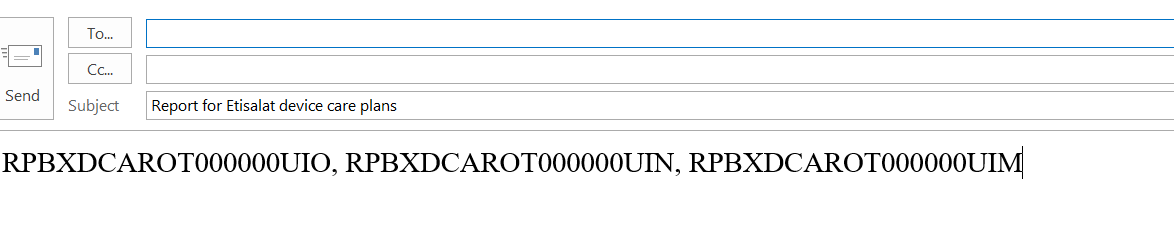 To...
Cc...
Send
Subject
Report for Etisalat device care plans
RPBXDCAROT000000UIO, RPBXDCAROT000000UIN, RPBXDCAROT000000UIM